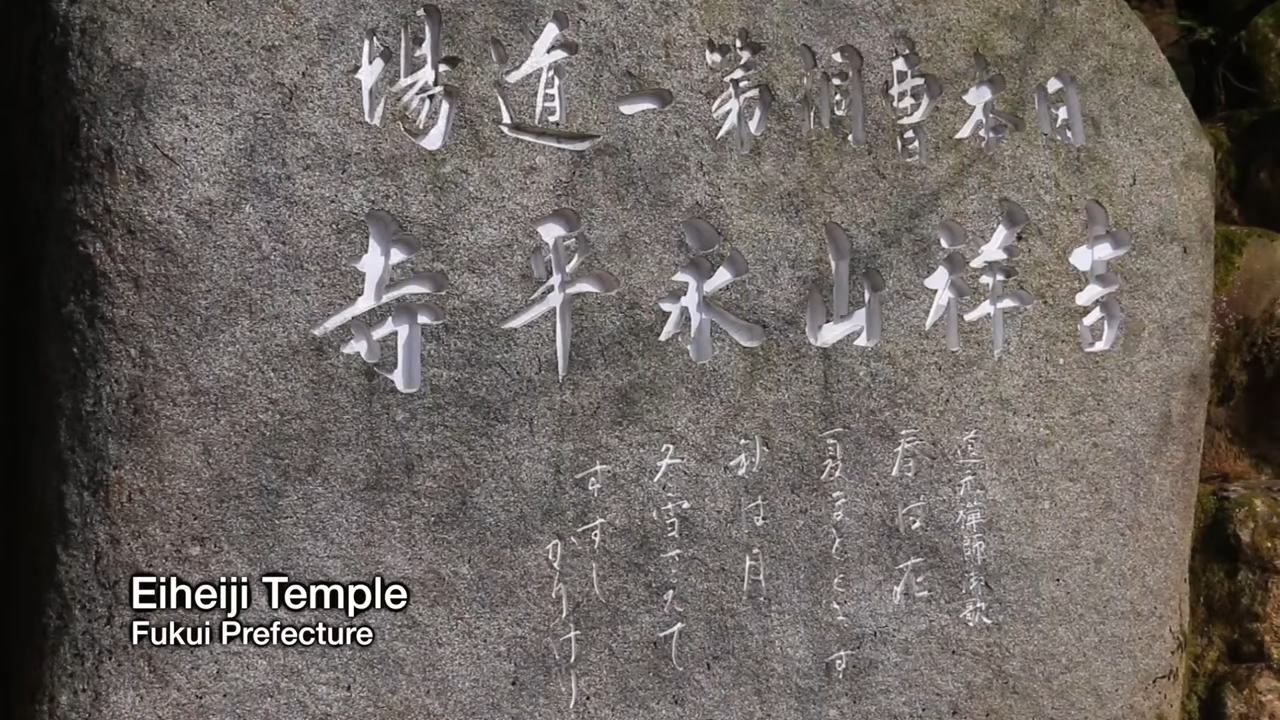 日本曹洞第一道場
吉祥山永平寺
道元禅師
春は花
夏ほとゝぎす
秋は月
冬雪さえて
すずし
かりけり
Eiheiji Temple
Fukui Prefecture